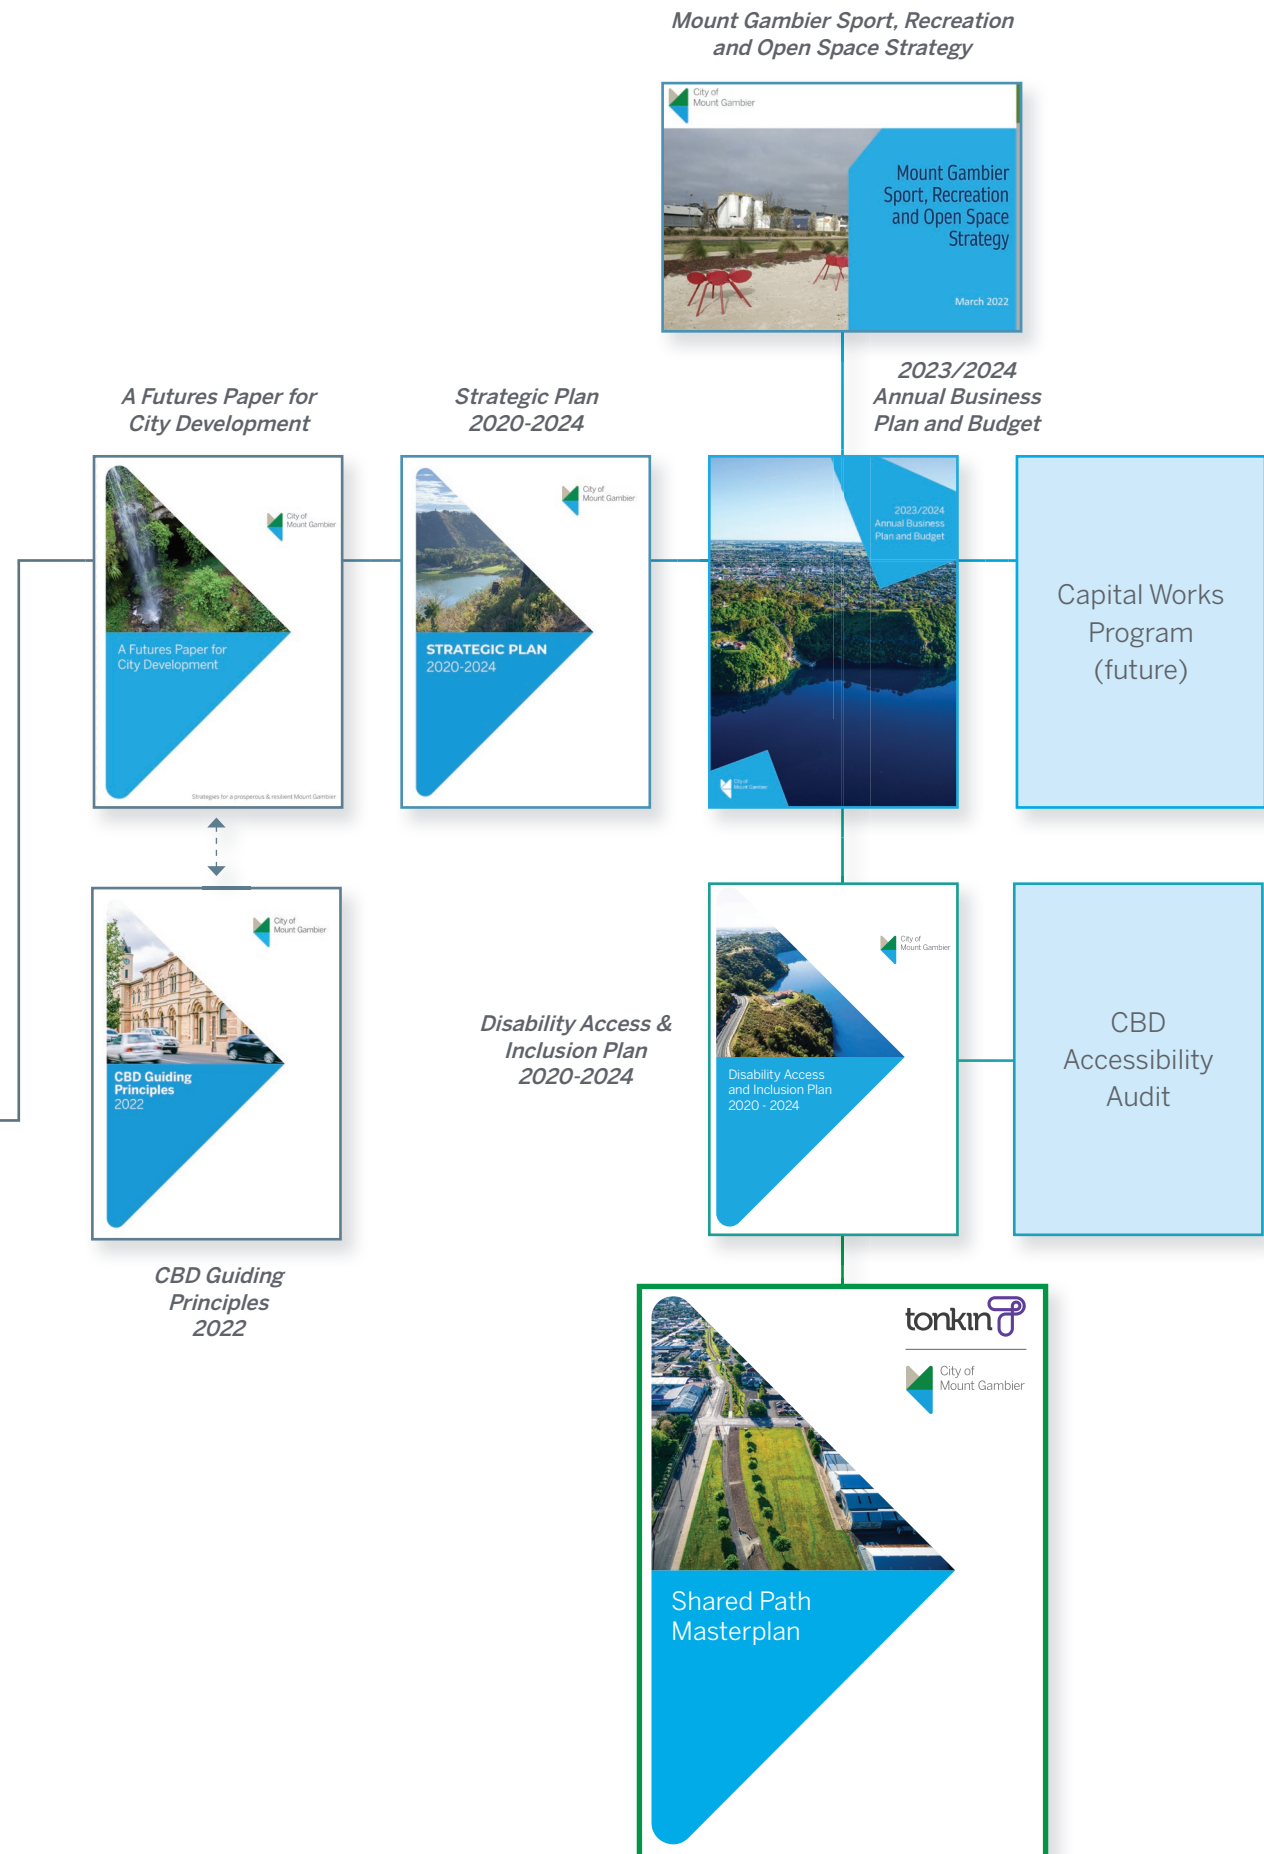 Mount Gambier Sport, Recreation
and Open Space Strategy
City of
Mount Gambier
Mount Gambier
Sport, Recreation
and Open Space
Strategy
March 2022
A Futures Paper for
City Development
Strategic Plan
2020-2024
2023/2024
Annual Business
Plan and Budget
City of
Mount Gambier
A Futures Paper for
City Development
Strategies for a prosperous & resilient Mount Gambier
City of
Mount Gambier
STRATEGIC PLAN
2020-2024
2023/2024
Annual Business
Plan and Budget
City of
Mount Gambier
Capital Works
Program
(future)
City of
Mount Gambier
CBD Guiding
Principles
2022
CBD Guiding
Principles
2022
Disability Access &
Inclusion Plan
2020-2024
City of
Mount Gambier
Disability Access
and Inclusion Plan
2020 - 2024
CBD
Accessibility
Audit
tonkin
City of
Mount Gambier
Shared Path
Masterplan